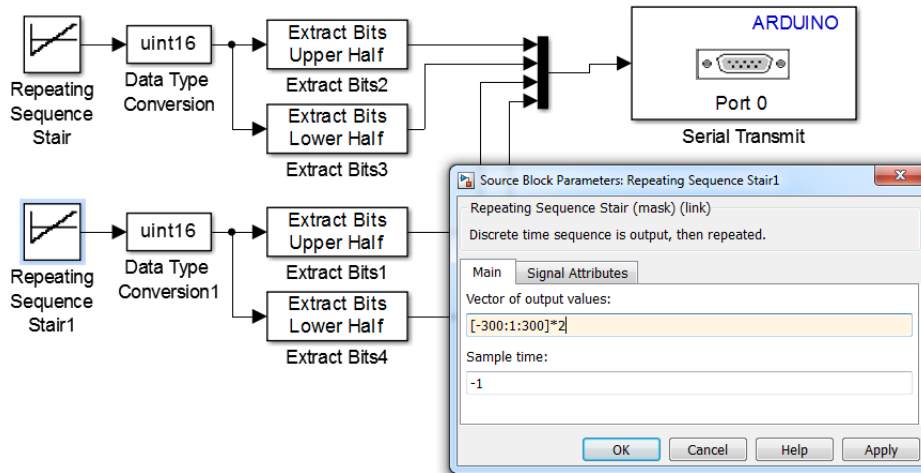 uint16
Extract Bits
Upper Half
Extract Bits2
Repeating
Sequence
Stair
Data Type
Conversion
Extract Bits
Lower Half
Extract Bits3
ARDUINO
Port 0
Serial Transmit
uint16
Extract Bits
Upper Half
Extract Bits1
Repeating
Sequence
Stair1
Data Type
Conversion1
Extract Bits
Lower Half
Extract Bits4
Source Block Parameters: Repeating Sequence Stair1
Repeating Sequence Stair (mask) (link)
Discrete time sequence is output, then repeated.
Main
Signal Attributes
Vector of output values:
[-300:1:300]*2
Sample time:
-1
OK
Cancel
Help
Apply